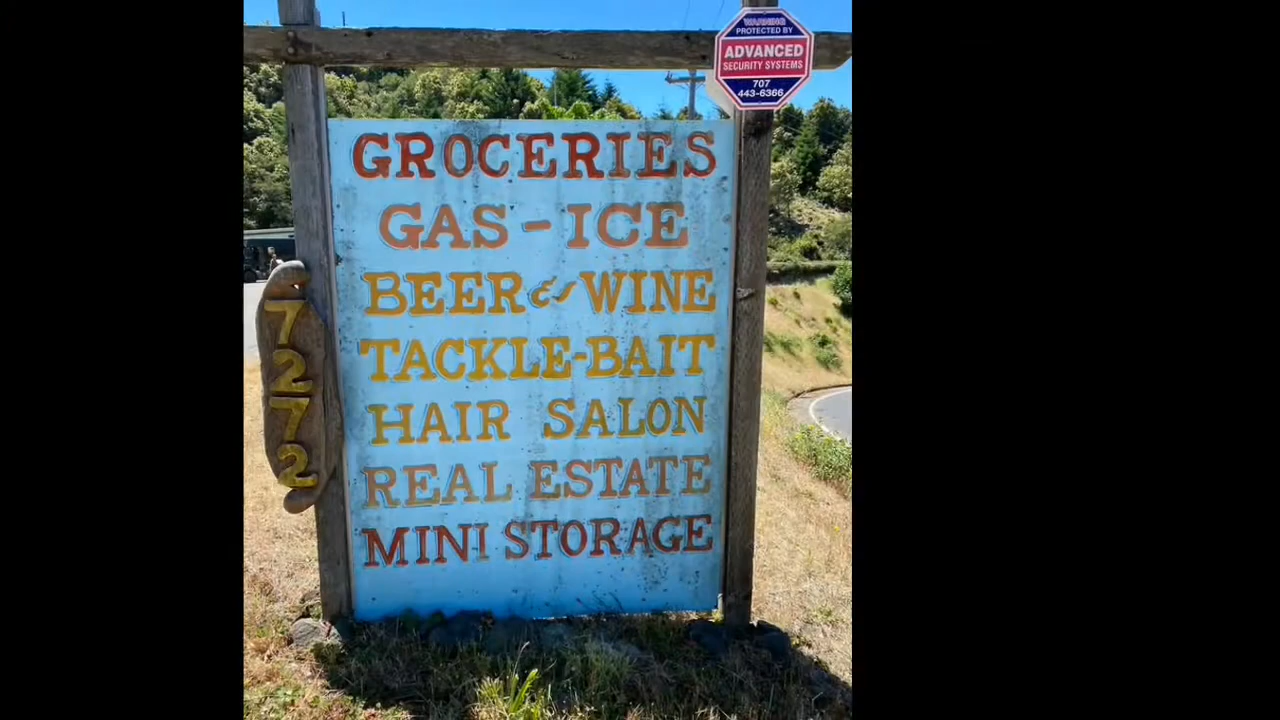 WARNING
PROTECTED BY
ADVANCED
SECURITY SYSTEMS
707
443-6366
GROCERIES
GAS - ICE
BEER & WINE
TACKLE-BAIT
HAIR SALON
REAL ESTATE
MINI STORAGE
7272